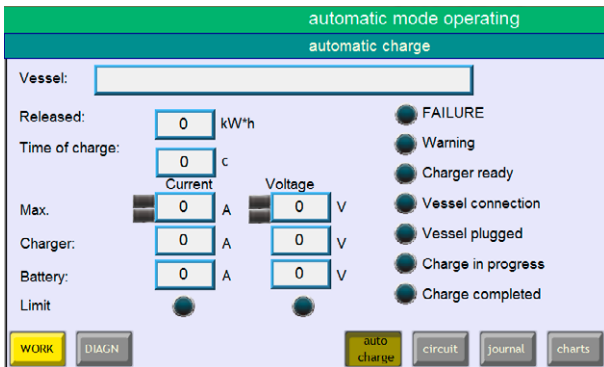 automatic mode operating
automatic charge
Vessel:
Released: 0 kW*h
Time of charge: 0 c
Current Voltage
Max. 0 A 0 V
Charger: 0 A 0 V
Battery: 0 A 0 V
Limit
FAILURE
Warning
Charger ready
Vessel connection
Vessel plugged
Charge in progress
Charge completed
WORK DIAGN auto charge circuit journal charts